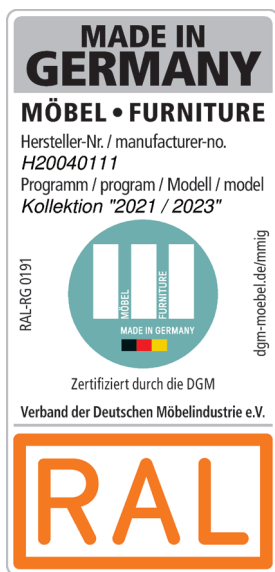 MADE IN
GERMANY
MÖBEL • FURNITURE
Hersteller-Nr. / manufacturer-no.
H20040111
Programm / program / Modell / model
Kollektion "2021 / 2023"
RAL-RG 0191
MÖBEL
FURNITURE
MADE IN GERMANY
dgm-moebel.de/mmig
Zertifiziert durch die DGM
Verband der Deutschen Möbelindustrie e.V.
RAL